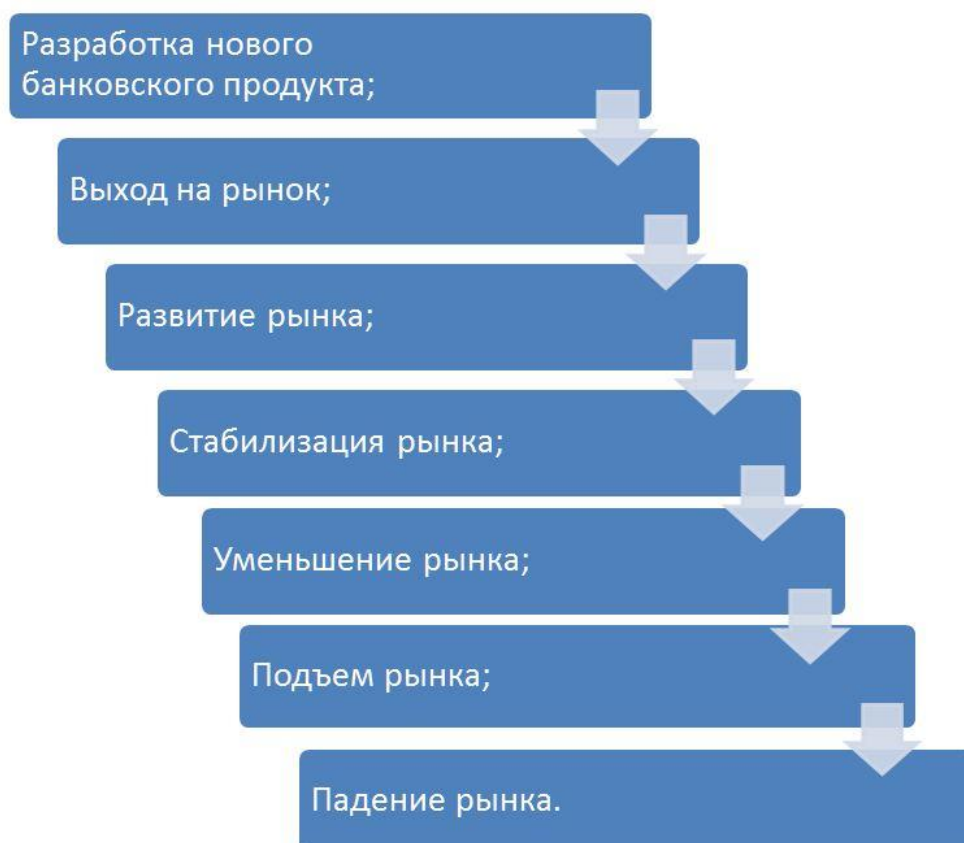 Разработка нового
банковского продукта;
Выход на рынок;
Развитие рынка;
Стабилизация рынка;
Уменьшение рынка;
Подъем рынка;
Падение рынка.